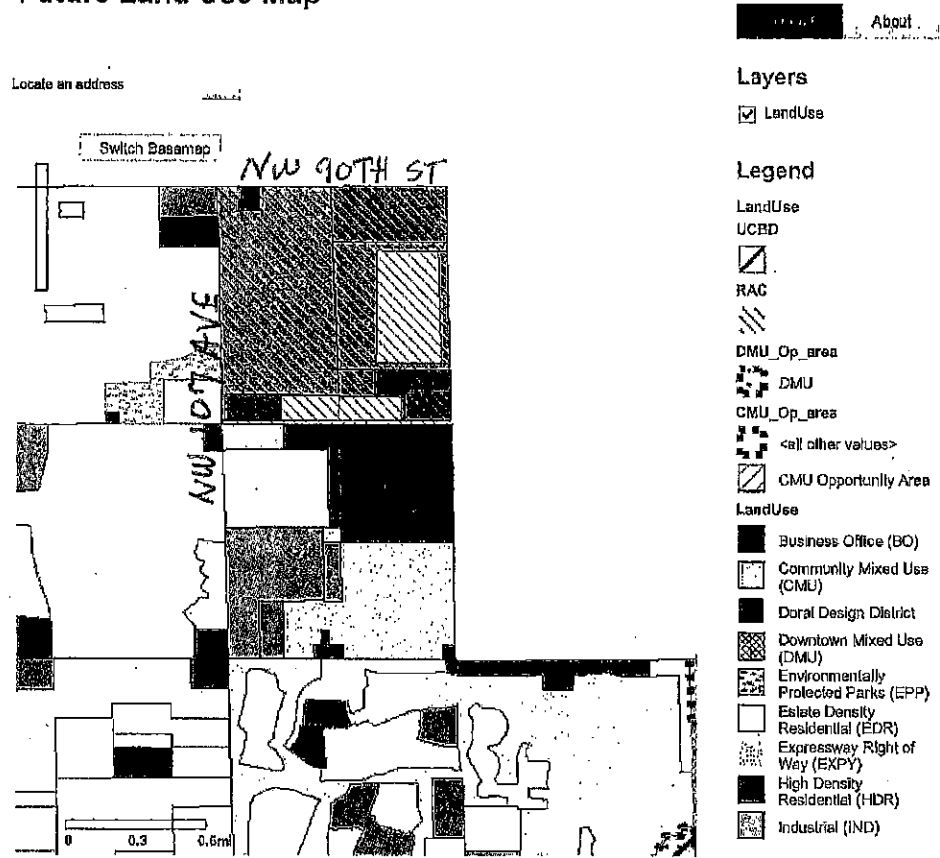 Future Land Use Map
About
Locate an address
Switch Basemap
NW 90TH ST
NW 107 AVE
0 0.3 0.6mi
Layers
LandUse
Legend
LandUse
UCBD
RAC
DMU_Op_area
DMU
CMU_Op_area
<all other values>
CMU Opportunity Area
LandUse
Business Office (BO)
Community Mixed Use
(CMU)
Doral Design District
Downtown Mixed Use
(DMU)
Environmentally
Protected Parks (EPP)
Estate Density
Residential (EDR)
Expressway Right of
Way (EXPY)
High Density
Residential (HDR)
Industrial (IND)